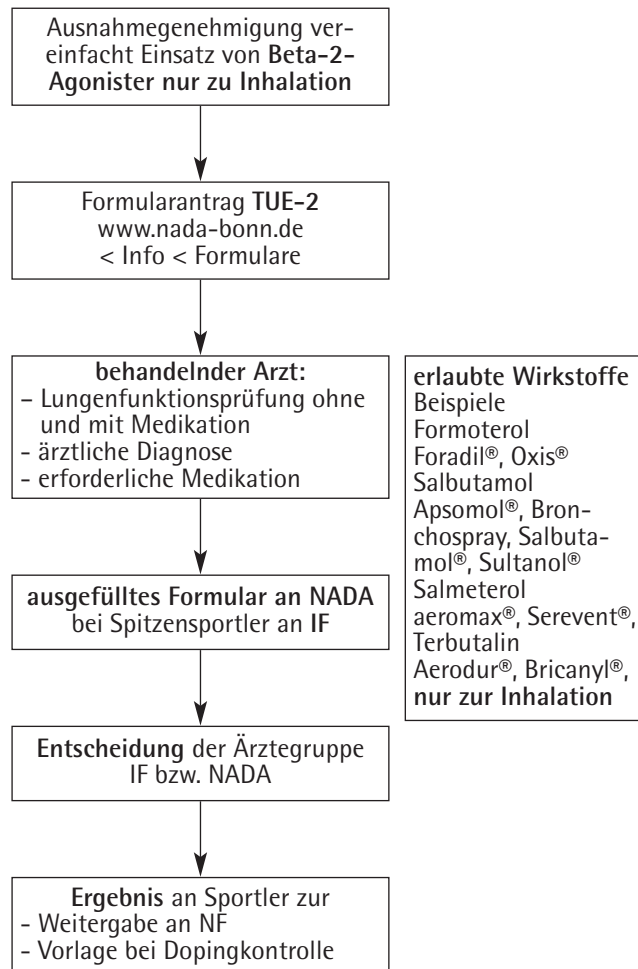 Ausnahmegenehmigung ver-
einfacht Einsatz von Beta-2-
Agonister nur zu Inhalation
Formularantrag TUE-2
www.nada-bonn.de
< Info < Formulare
behandelnder Arzt:
– Lungenfunktionsprüfung ohne
und mit Medikation
- ärztliche Diagnose
- erforderliche Medikation
erlaubte Wirkstoffe
Beispiele
Formoterol
Foradil®, Oxis®
Salbutamol
Apsomol®, Bron-
chospray, Salbuta-
mol®, Sultanol®
Salmeterol
aeromax®, Serevent®,
Terbutalin
Aerodur®, Bricanyl®,
nur zur Inhalation
ausgefülltes Formular an NADA
bei Spitzensportler an IF
Entscheidung der Ärztegruppe
IF bzw. NADA
Ergebnis an Sportler zur
- Weitergabe an NF
- Vorlage bei Dopingkontrolle